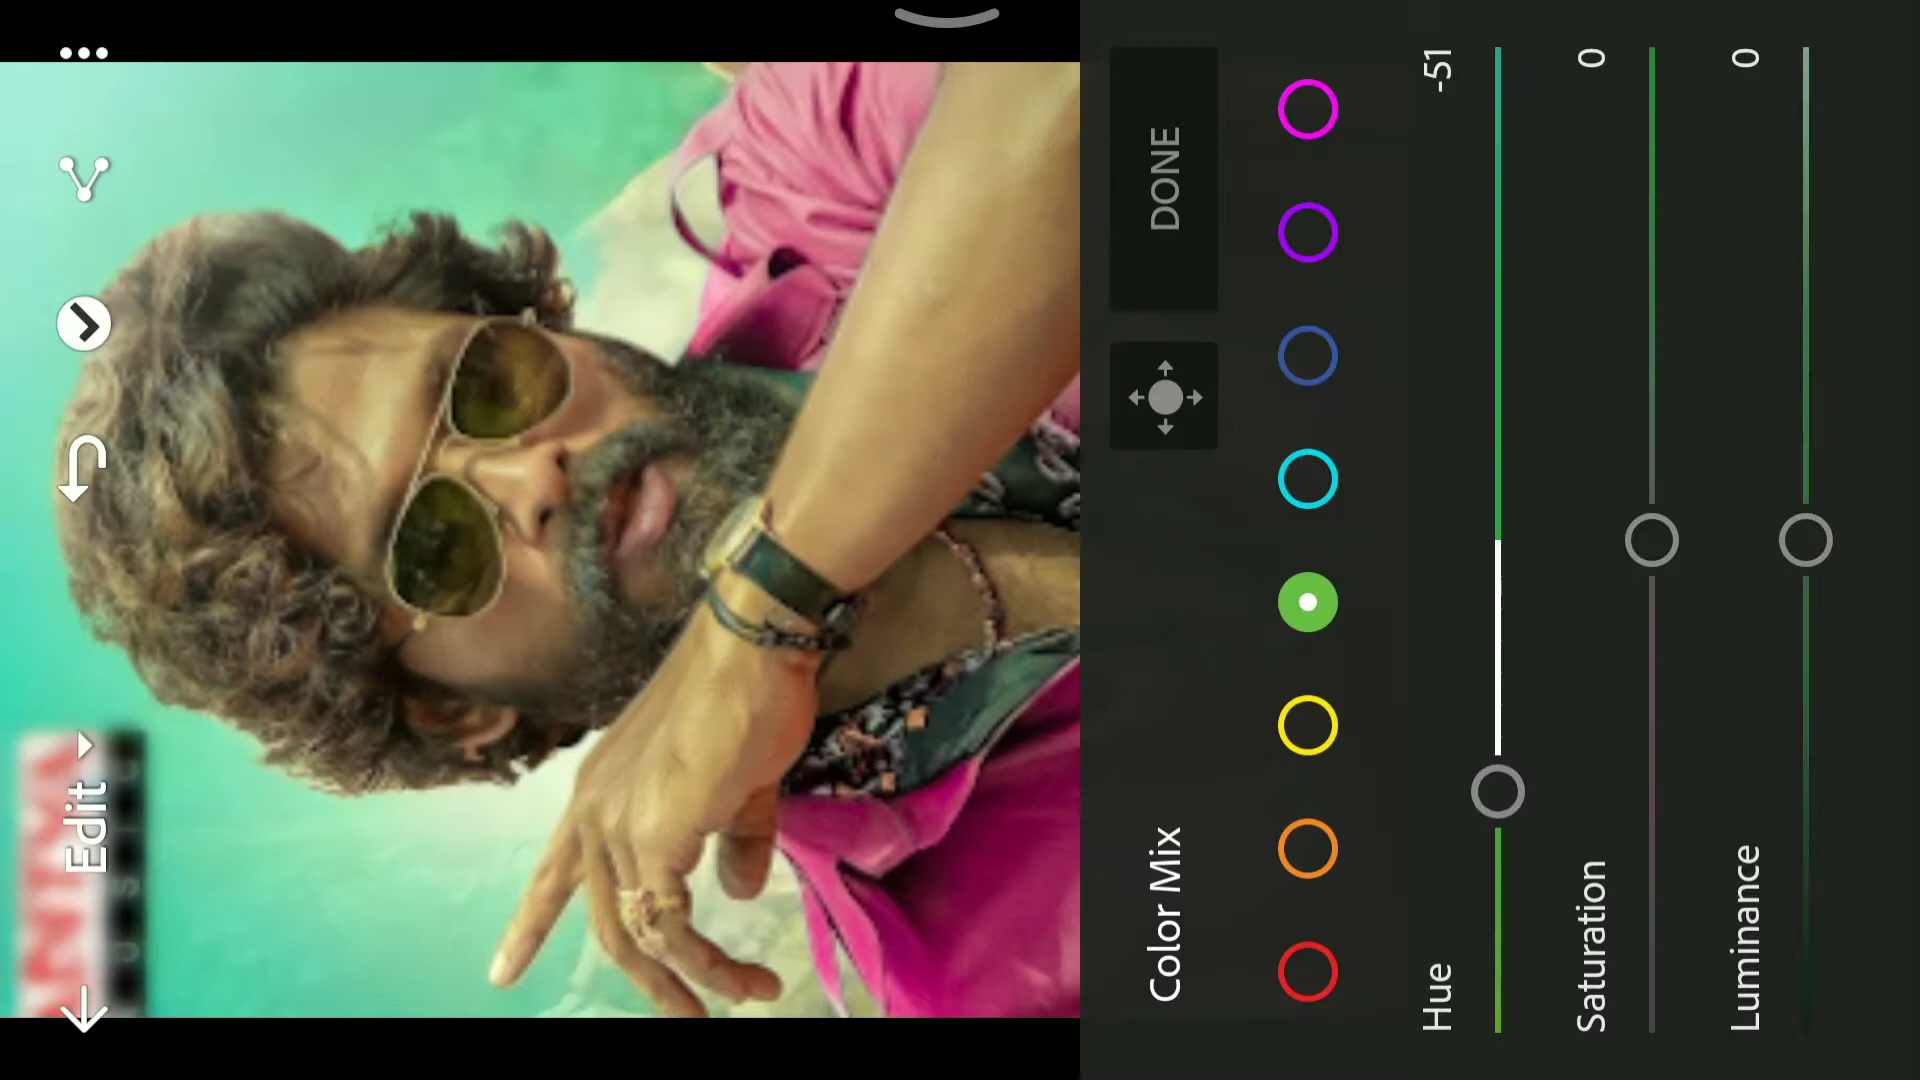 Edit
Color Mix
DONE
Hue
-51
Saturation
0
Luminance
0